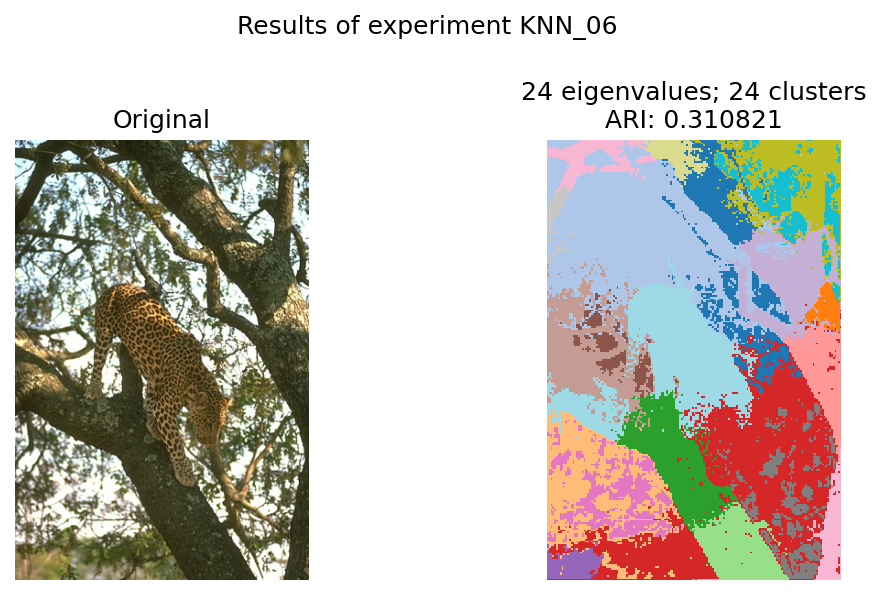 Results of experiment KNN_06
Original
24 eigenvalues; 24 clusters
ARI: 0.310821